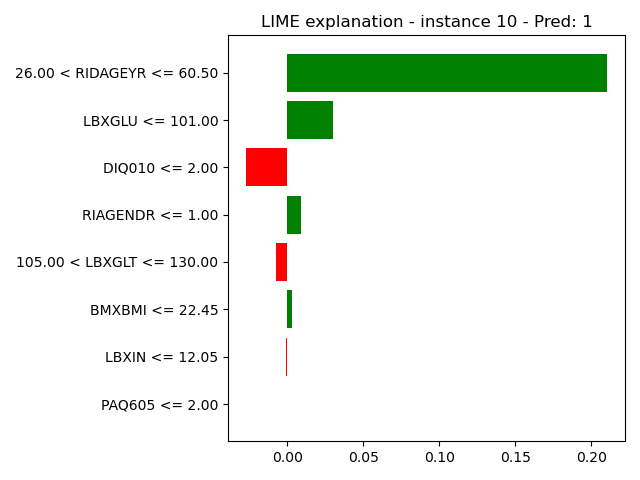 LIME explanation - instance 10 - Pred: 1
26.00 < RIDAGEYR <= 60.50
LBXGLU <= 101.00
DIQ010 <= 2.00
RIAGENDR <= 1.00
105.00 < LBXGLT <= 130.00
BMXBMI <= 22.45
LBXIN <= 12.05
PAQ605 <= 2.00
0.00 0.05 0.10 0.15 0.20